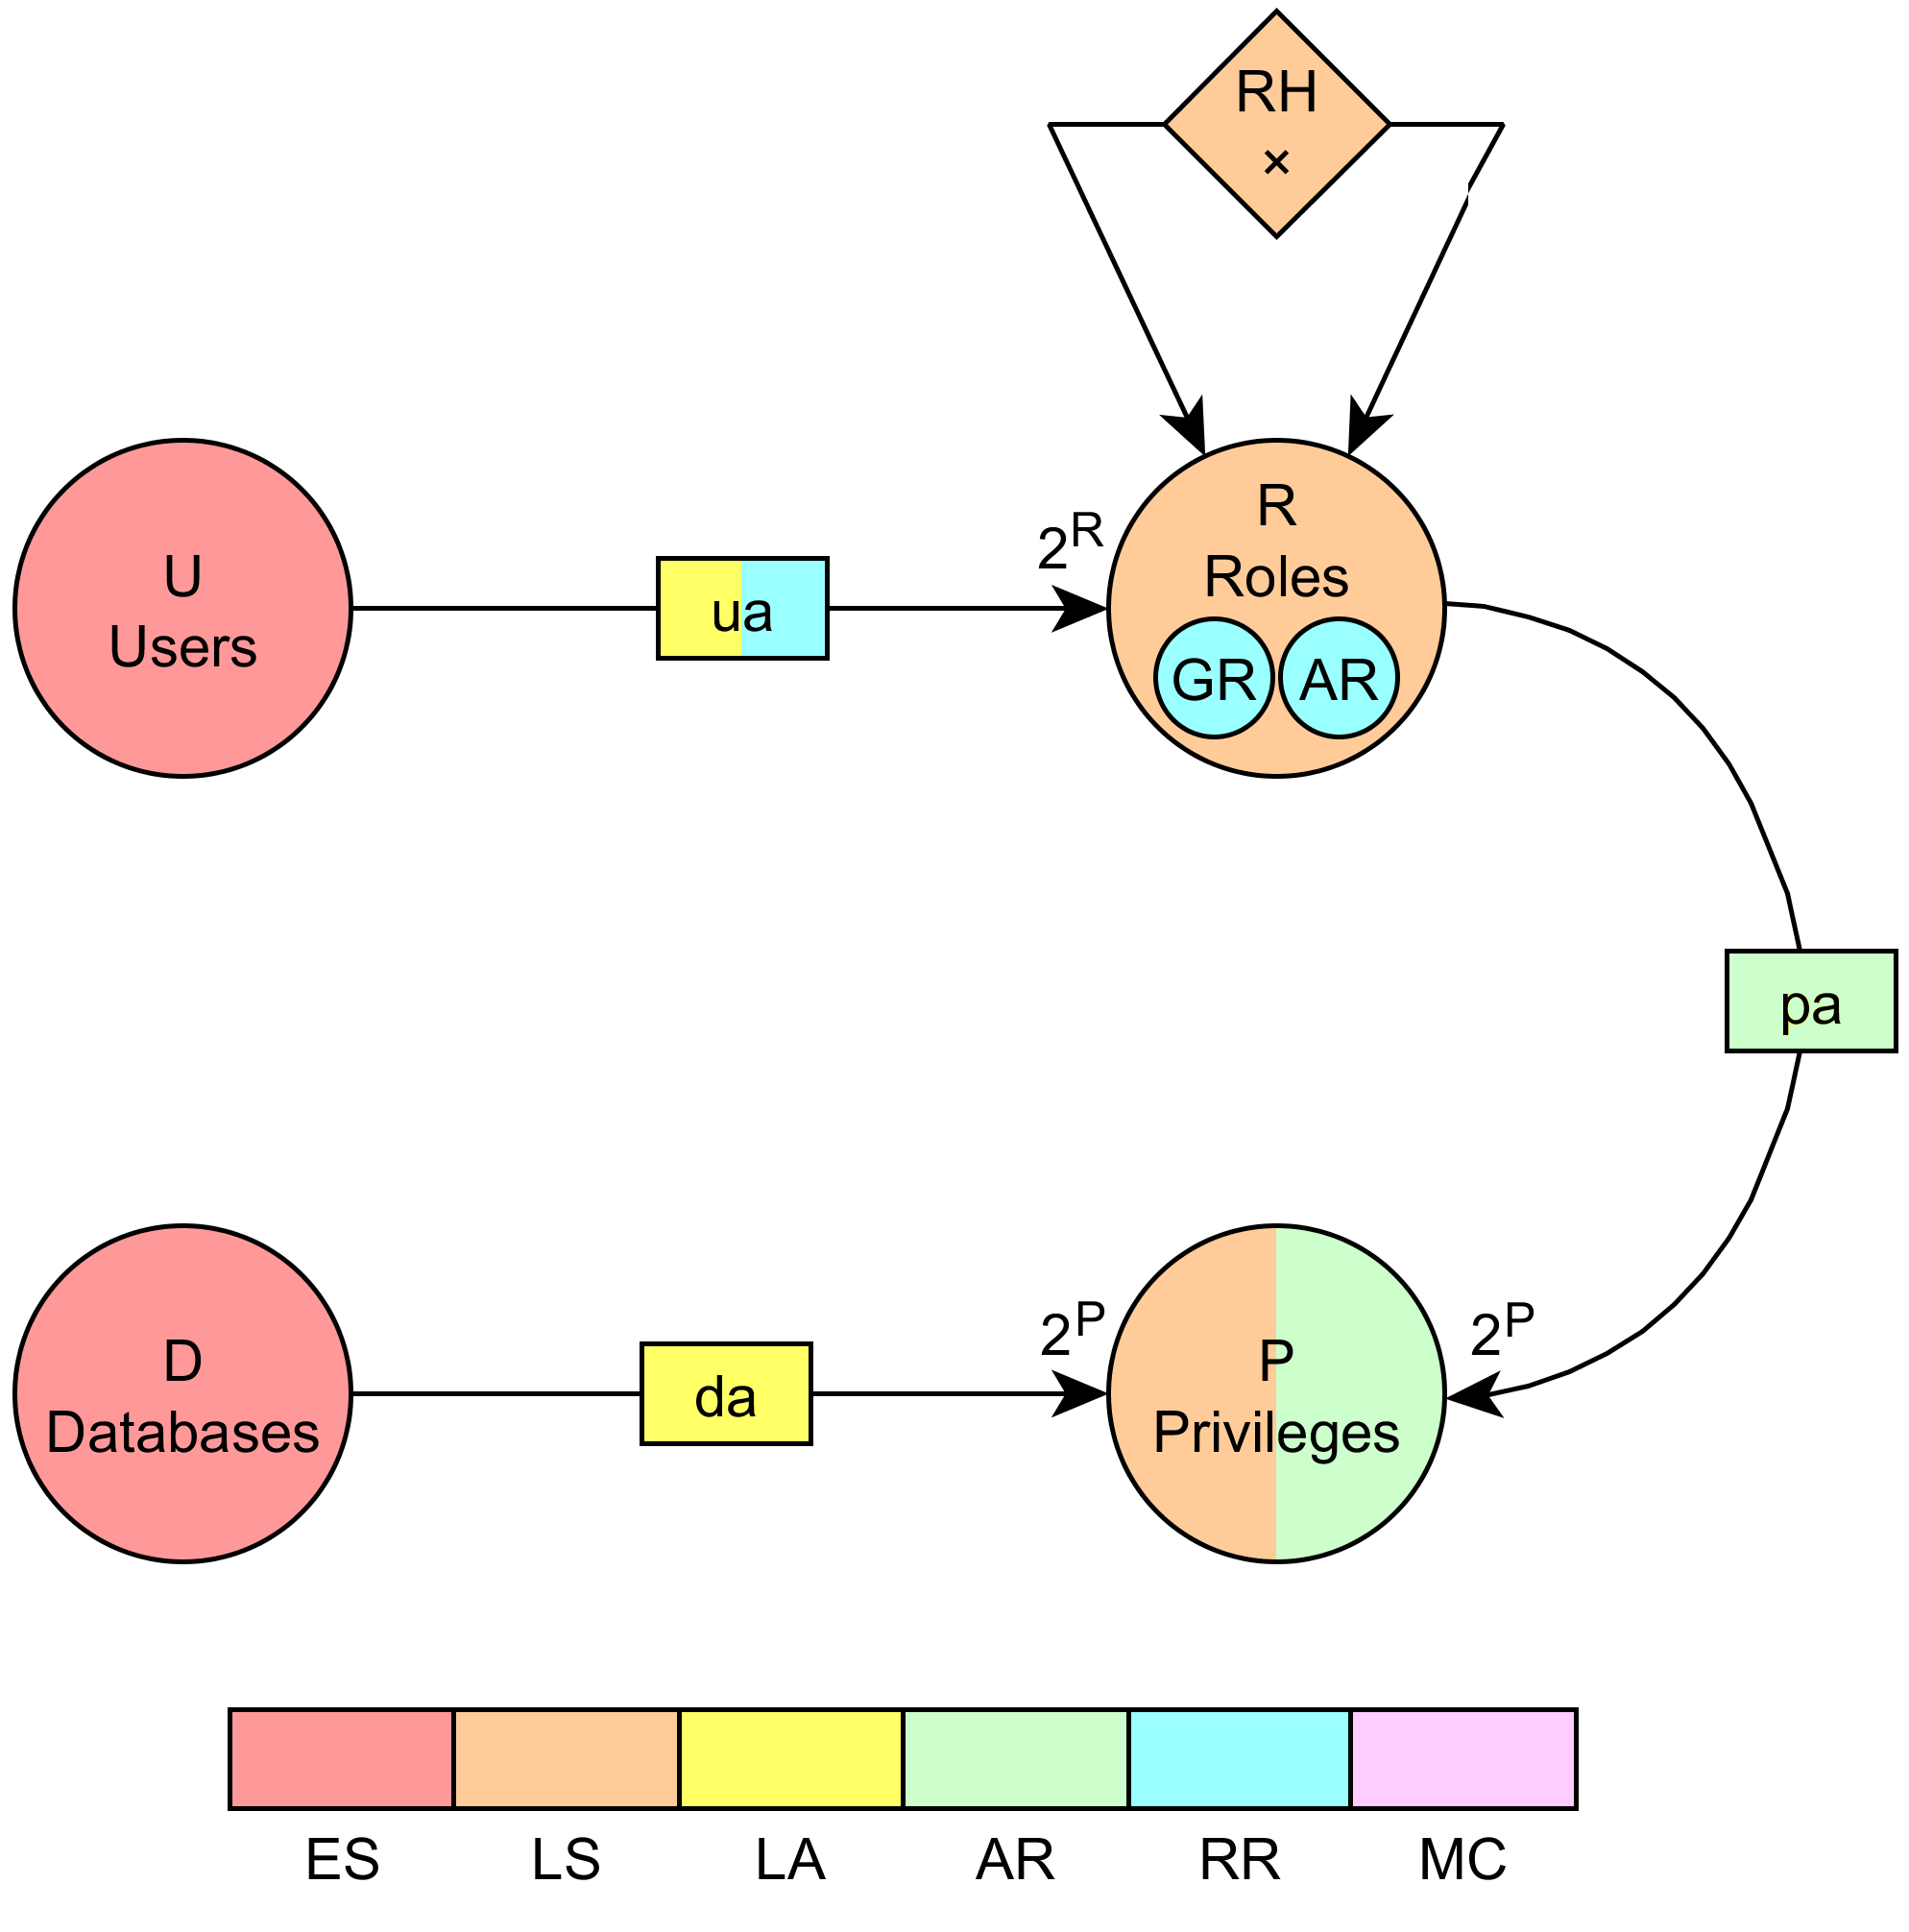 RH
×
U
Users
ua
2^R
R
Roles
GR AR
pa
D
Databases
da
2^P
P
Privileges
2^P
ES LS LA AR RR MC